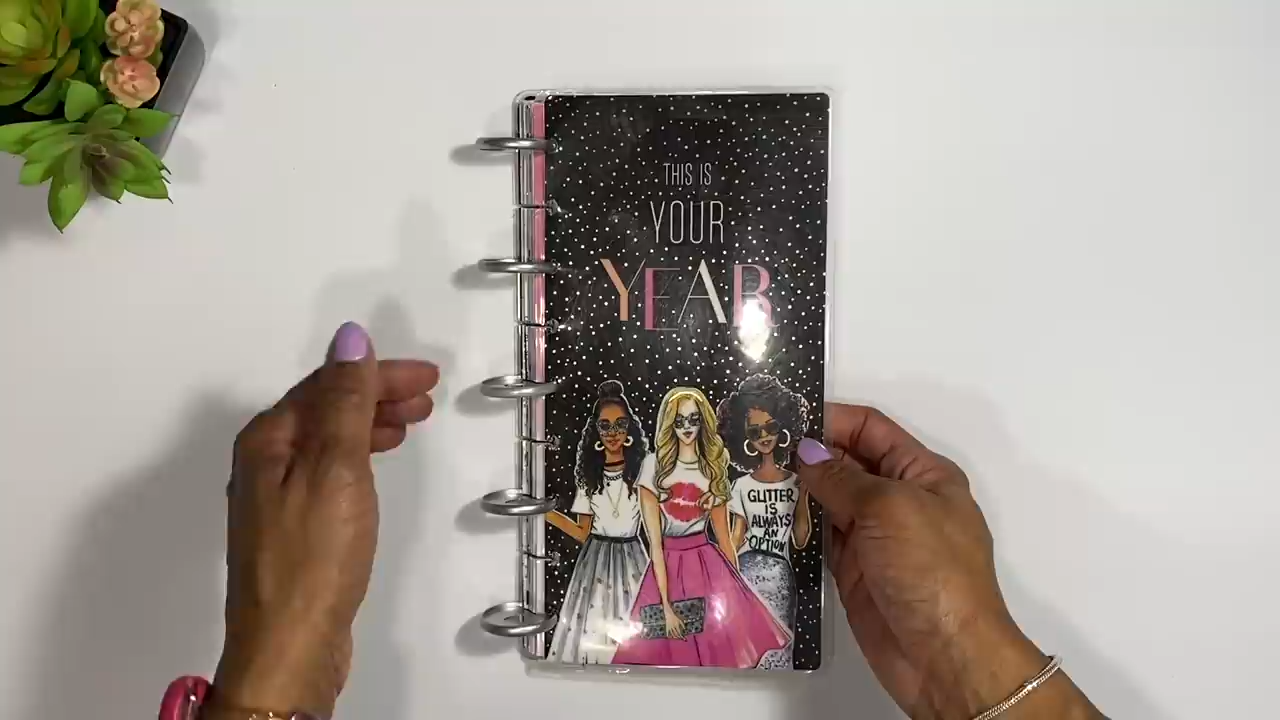 THIS IS
YOUR
YEAR
GLITTER
IS
ALWAYS
AN
OPTION